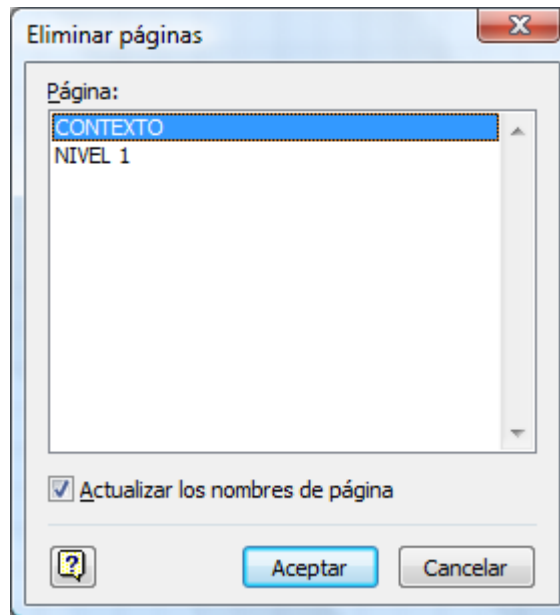 Eliminar páginas
Página:
CONTEXTO
NIVEL 1
Actualizar los nombres de página
Aceptar Cancelar